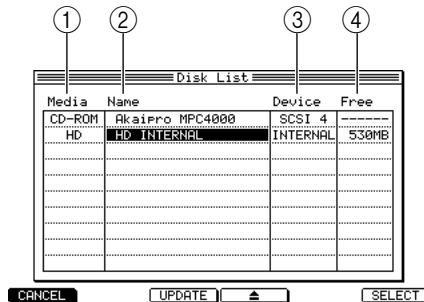 ① ② ③ ④
Disk List
Media Name Device Free
CD-ROM Akaipro MPC4000 SCSI 4 ------
HD HD INTERNAL INTERNAL 530MB
CANCEL UPDATE ▲ SELECT